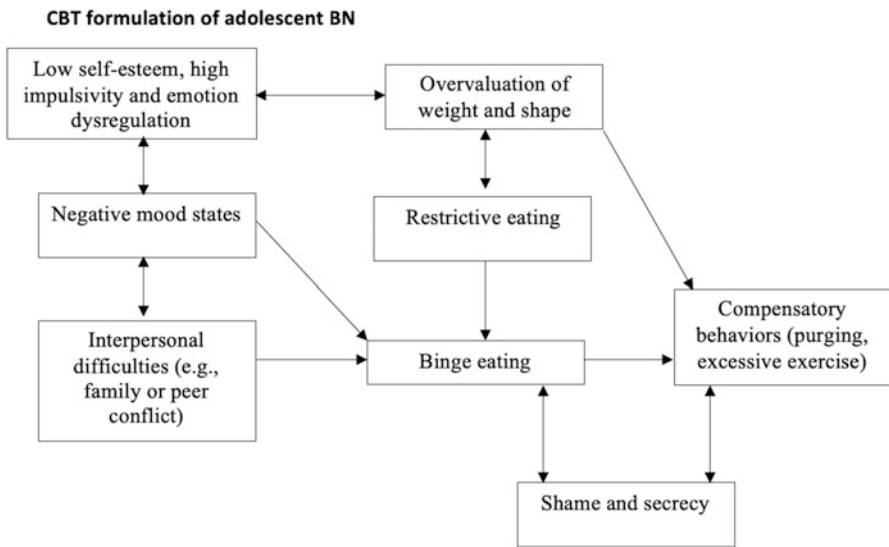 CBT formulation of adolescent BN
Low self-esteem, high
impulsivity and emotion
dysregulation
Overvaluation of
weight and shape
Negative mood states
Restrictive eating
Interpersonal
difficulties (e.g.,
family or peer
conflict)
Binge eating
Compensatory
behaviors (purging,
excessive exercise)
Shame and secrecy